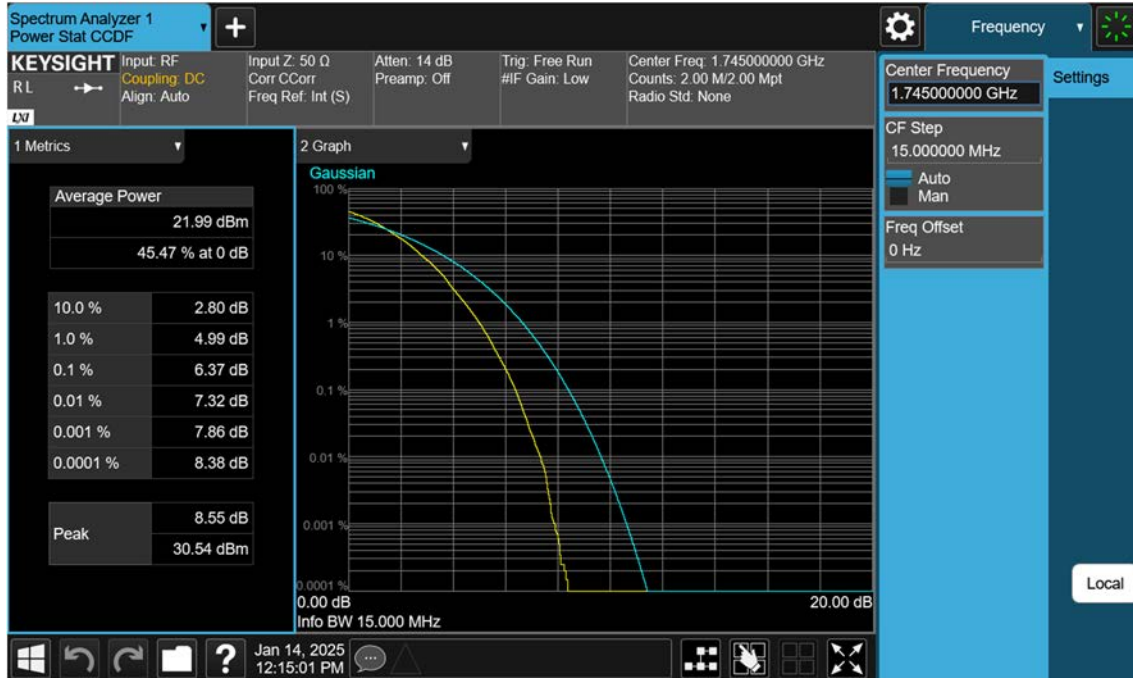 Spectrum Analyzer 1
Power Stat CCDF
Frequency
KEYSIGHT
R L
LXI
Input: RF
Coupling: DC
Align: Auto
Input Z: 50 Ω
Corr CCorr
Freq Ref: Int (S)
Atten: 14 dB
Preamp: Off
Trig: Free Run
#IF Gain: Low
Center Freq: 1.745000000 GHz
Counts: 2.00 M/2.00 Mpt
Radio Std: None
Center Frequency
1.745000000 GHz
Settings
CF Step
15.000000 MHz
Auto
Man
Freq Offset
0 Hz
Local
1 Metrics
Average Power
21.99 dBm
45.47 % at 0 dB
10.0 % 2.80 dB
1.0 % 4.99 dB
0.1 % 6.37 dB
0.01 % 7.32 dB
0.001 % 7.86 dB
0.0001 % 8.38 dB
Peak
8.55 dB
30.54 dBm
2 Graph
Gaussian
100 %
10 %
1 %
0.1 %
0.01 %
0.001 %
0.0001 %
0.00 dB 20.00 dB
Info BW 15.000 MHz
?
Jan 14, 2025
12:15:01 PM